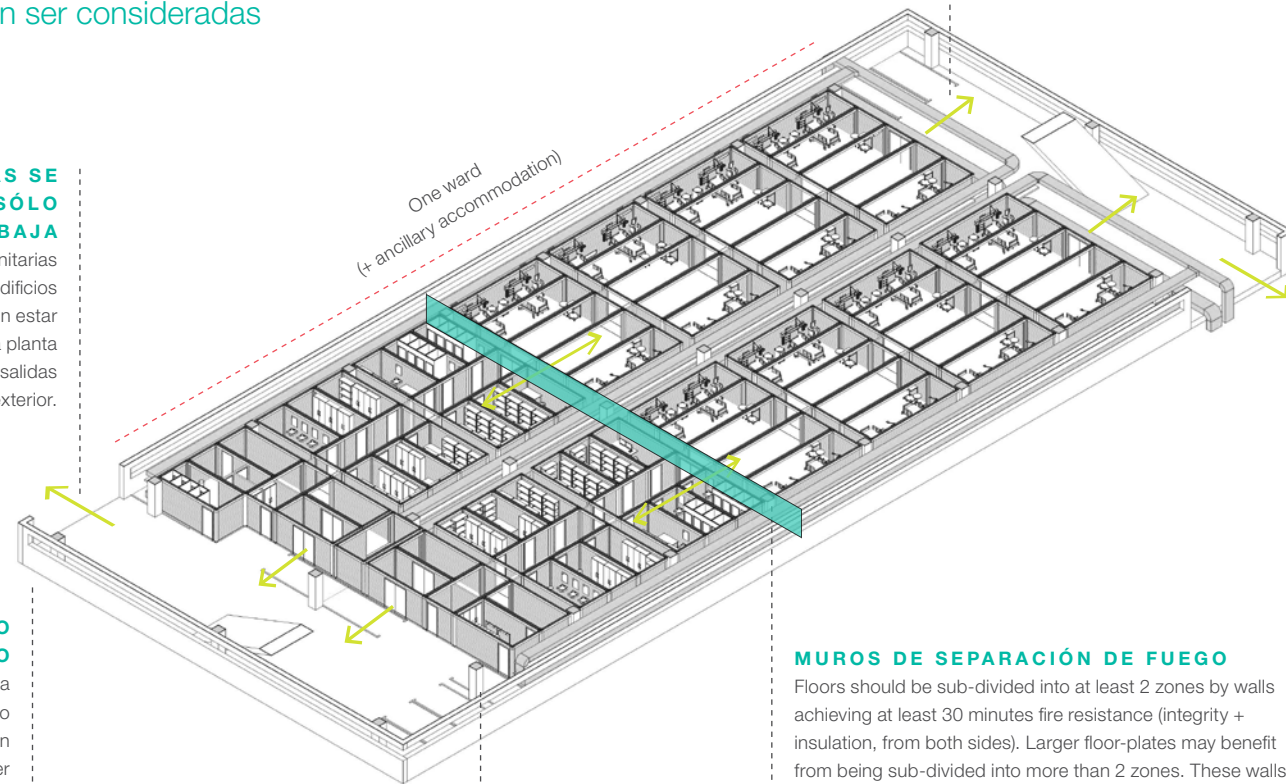 n ser consideradas
AS SE
SÓLO
BAJA
nitarias
dificios
n estar
planta
salidas
exterior.
One ward
(+ ancillary accommodation)
O
O
a
o
n
er
MUROS DE SEPARACIÓN DE FUEGO
Floors should be sub-divided into at least 2 zones by walls
achieving at least 30 minutes fire resistance (integrity +
insulation, from both sides). Larger floor-plates may benefit
from being sub-divided into more than 2 zones. These walls